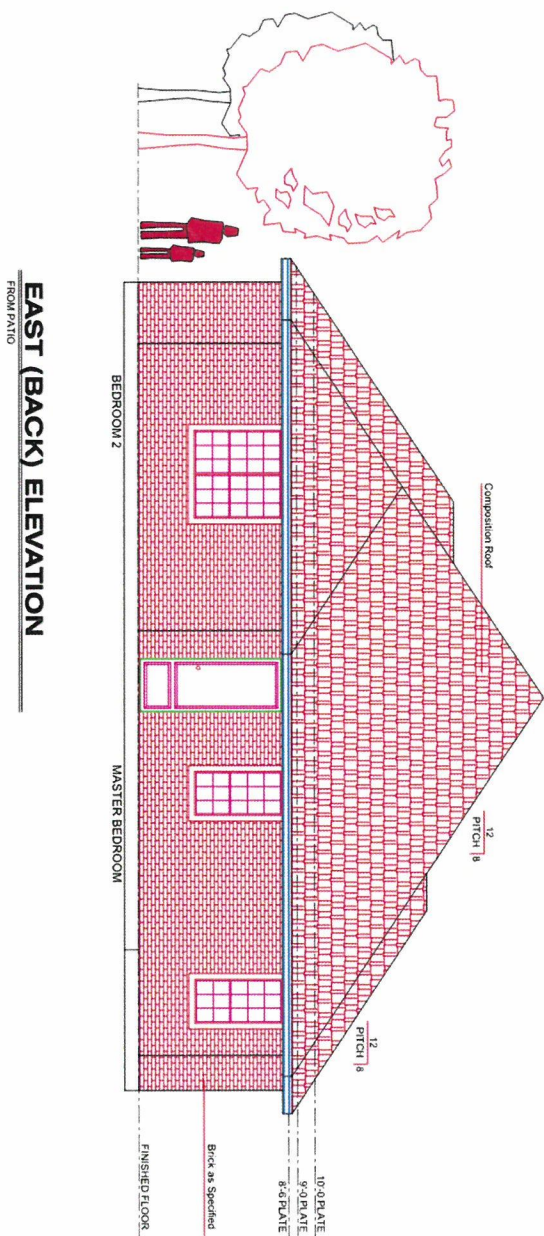 Composition Roof
12
PITCH
8
12
PITCH
8
10'-0 PLATE
9'-0 PLATE
8'-6 PLATE
Brick as Specified
FINISHED FLOOR
BEDROOM 2
MASTER BEDROOM
EAST (BACK) ELEVATION
FROM PATIO